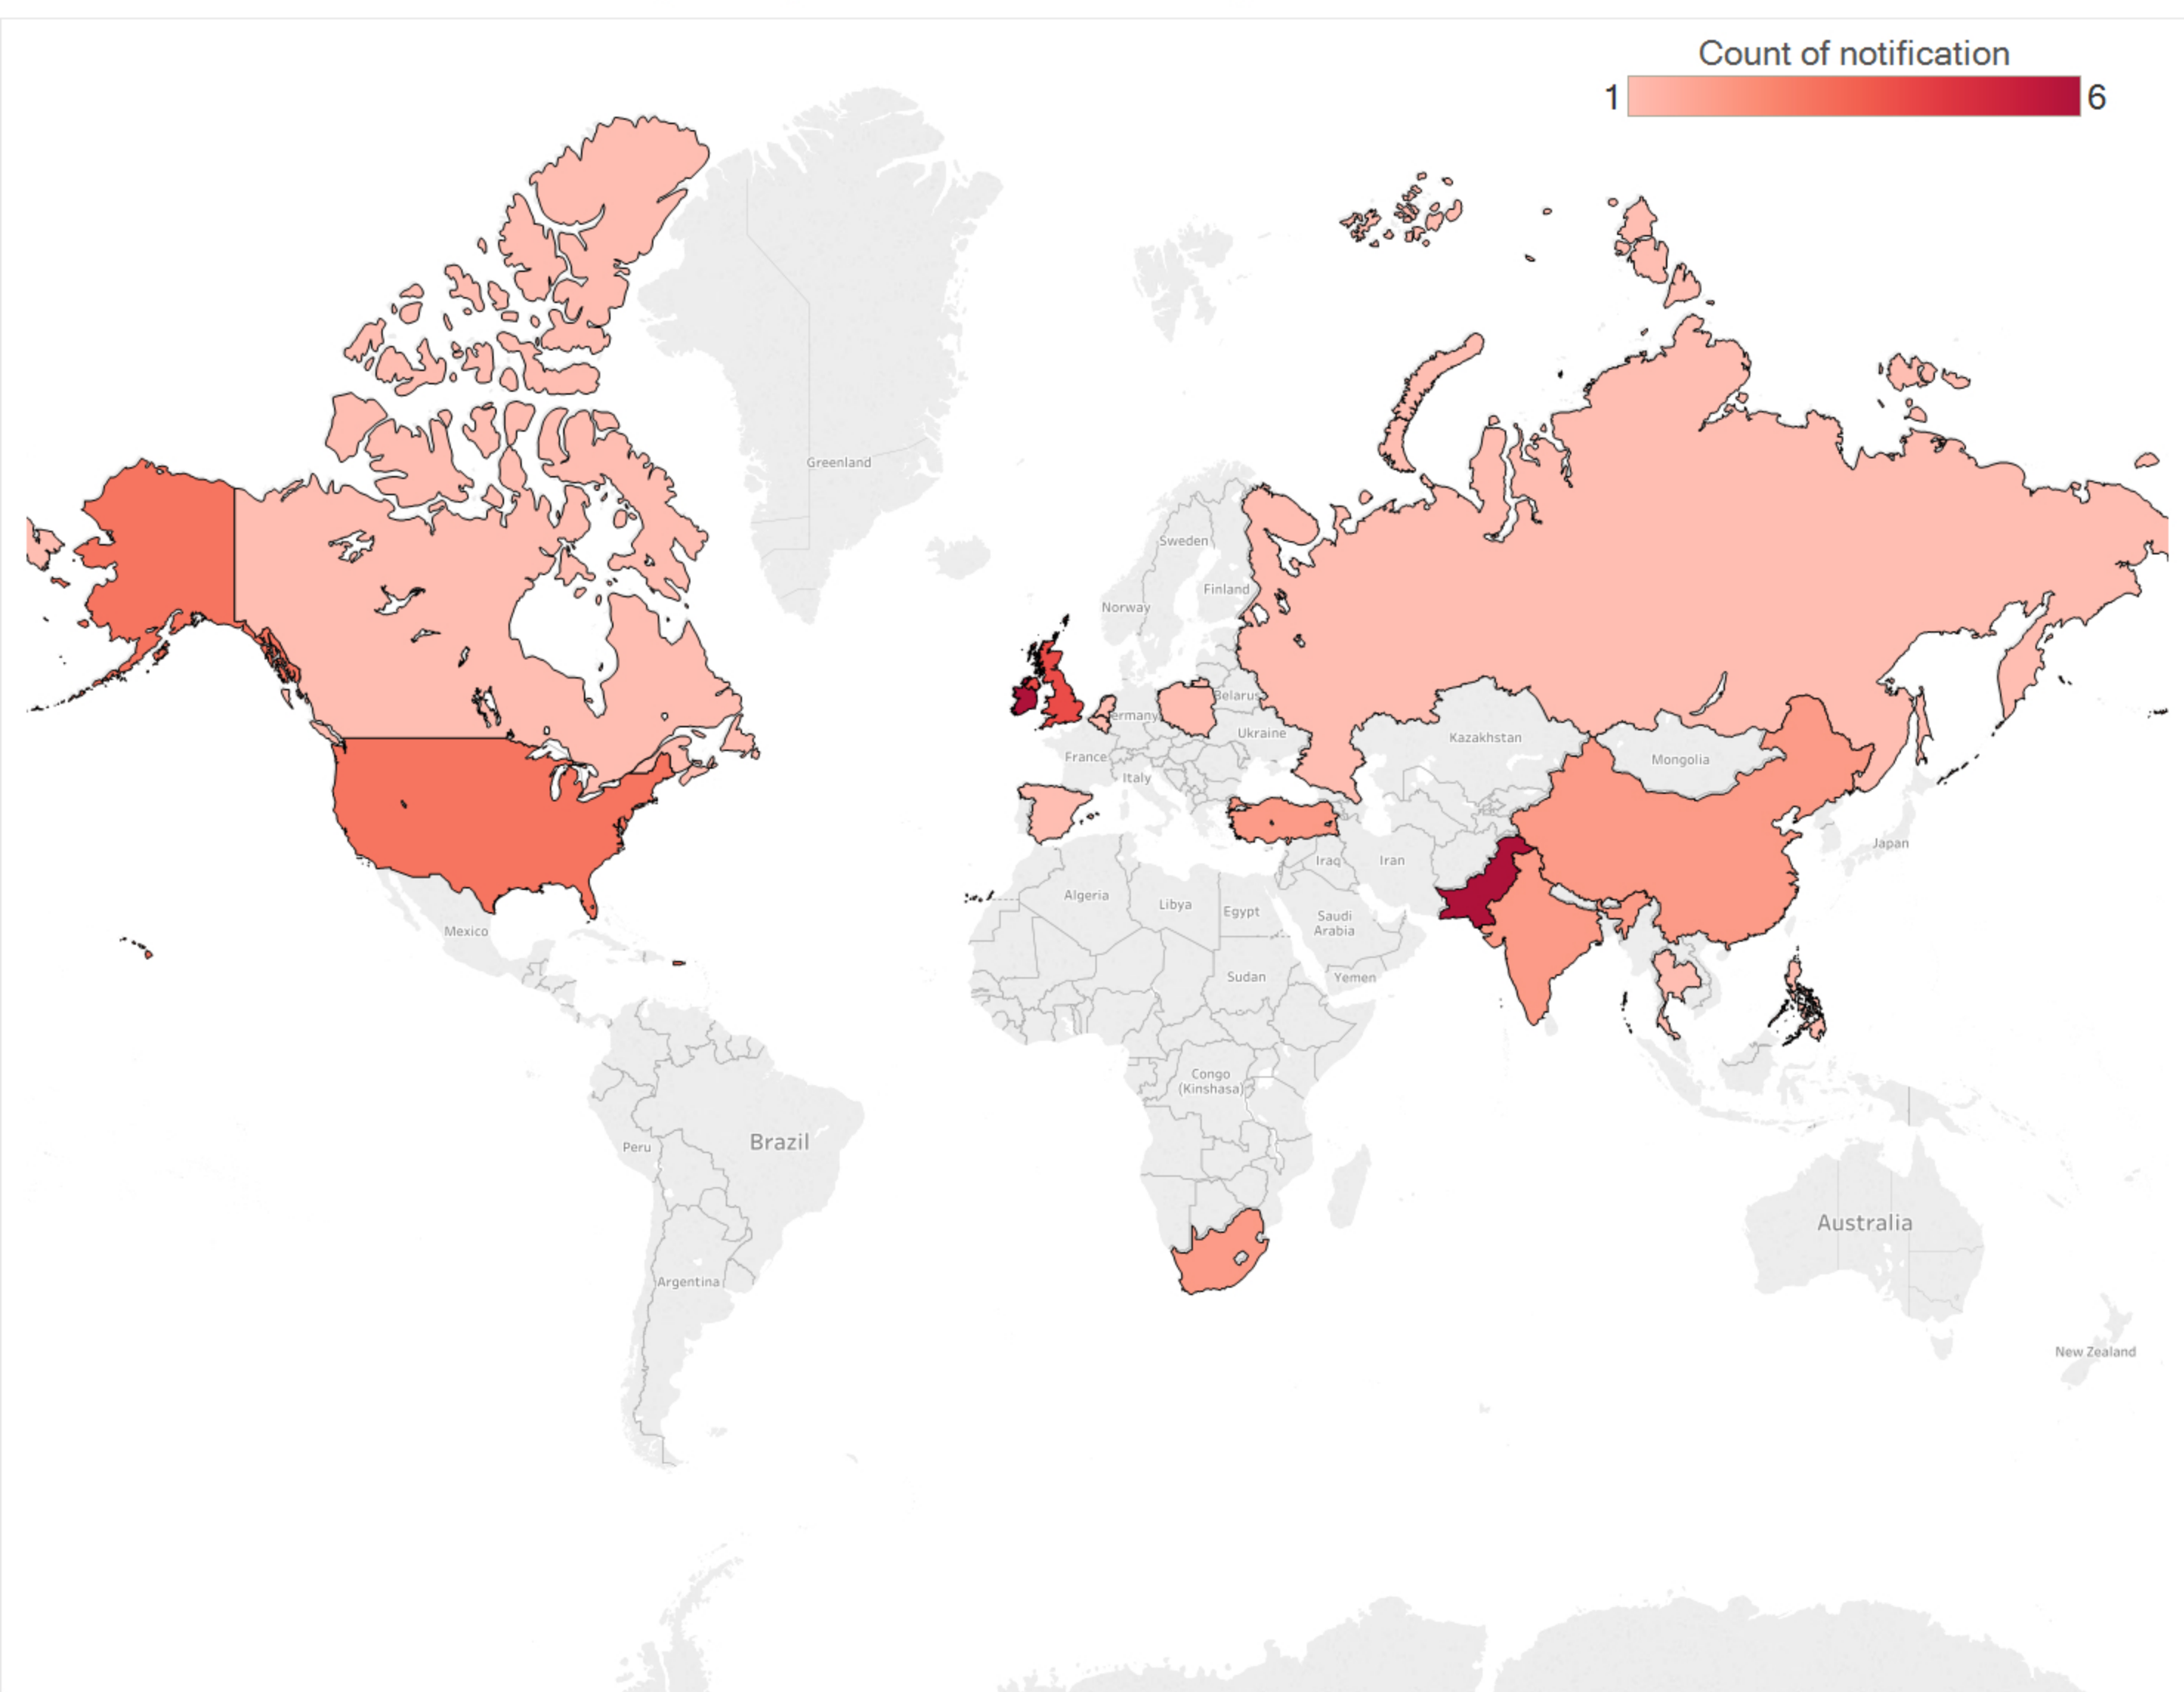 Count of notification
1 6
Greenland
Sweden
Finland
Norway
Belarus
ermany
Ukraine
Kazakhstan
France
Mongolia
Italy
Japan
Iraq
Iran
Algeria
Libya
Egypt
Saudi
Arabia
Mexico
Sudan
Yemen
Congo
(Kinshasa)
Brazil
Peru
Australia
Argentina
New Zealand